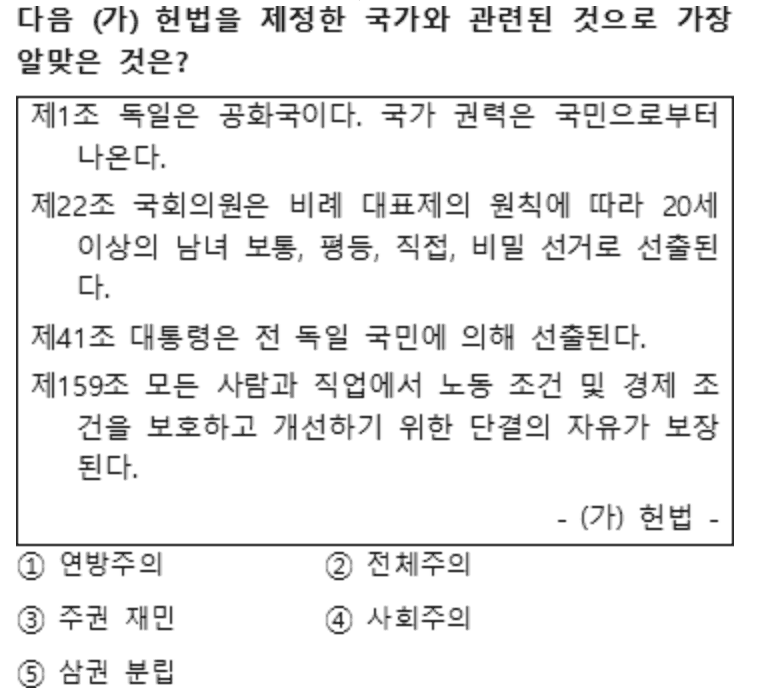 다음 (가) 헌법을 제정한 국가와 관련된 것으로 가장
알맞은 것은?
제1조 독일은 공화국이다. 국가 권력은 국민으로부터
나온다.
제22조 국회의원은 비례 대표제의 원칙에 따라 20세
이상의 남녀 보통, 평등, 직접, 비밀 선거로 선출된
다.
제41조 대통령은 전 독일 국민에 의해 선출된다.
제159조 모든 사람과 직업에서 노동 조건 및 경제 조
건을 보호하고 개선하기 위한 단결의 자유가 보장
된다.
- (가) 헌법 -
① 연방주의 ② 전체주의
③ 주권 재민 ④ 사회주의
⑤ 삼권 분립